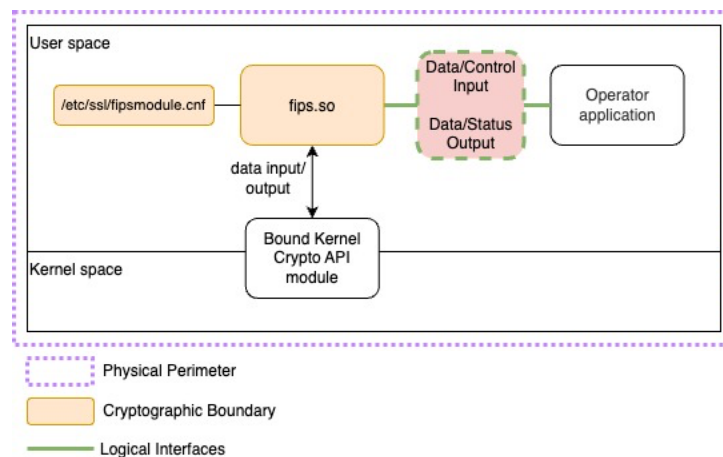 User space
/etc/ssl/fipsmodule.cnf
fips.so
Data/Control
Input
Data/Status
Output
Operator
application
data input/
output
Bound Kernel
Crypto API
module
Kernel space
Physical Perimeter
Cryptographic Boundary
Logical Interfaces